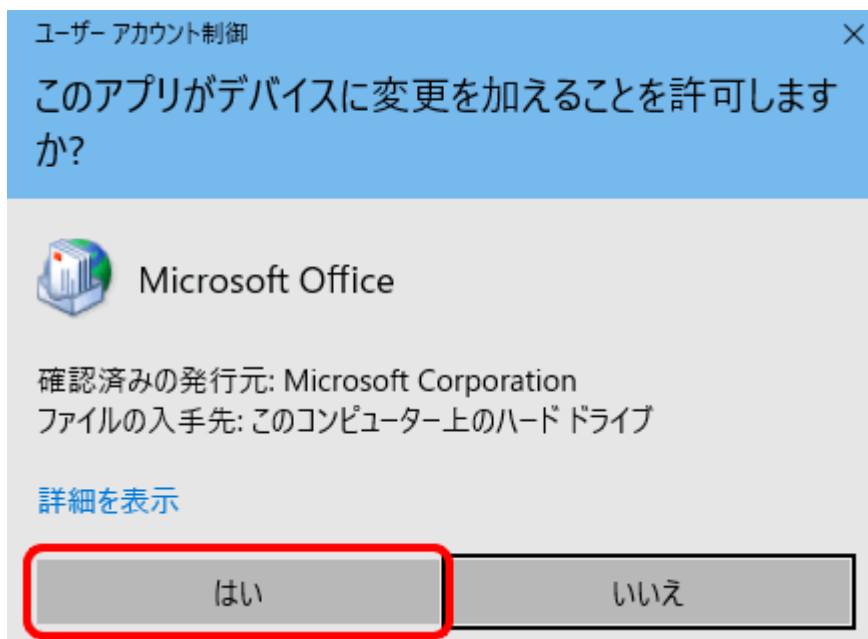 ユーザー アカウント制御
このアプリがデバイスに変更を加えることを許可します
か?
Microsoft Office
確認済みの発行元: Microsoft Corporation
ファイルの入手先: このコンピューター上のハード ドライブ
詳細を表示
はい
いいえ